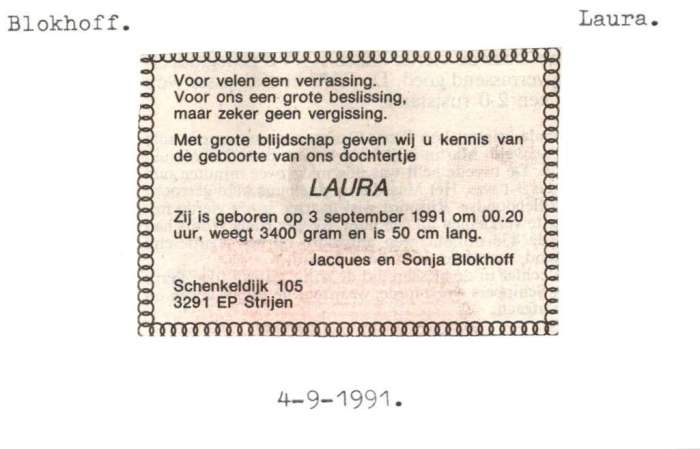 Blokhoff.
Laura.
Voor velen een verrassing.
Voor ons een grote beslissing,
maar zeker geen vergissing.
Met grote blijdschap geven wij u kennis van
de geboorte van ons dochtertje
LAURA
Zij is geboren op 3 september 1991 om 00.20
uur, weegt 3400 gram en is 50 cm lang.
Jacques en Sonja Blokhoff
Schenkeldijk 105
3291 EP Strijen
4-9-1991.